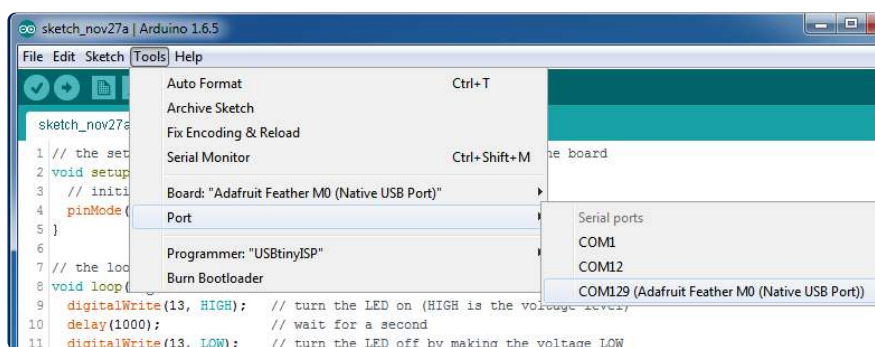 sketch_nov27a | Arduino 1.6.5
File Edit Sketch Tools Help
Auto Format Ctrl+T
Archive Sketch
Fix Encoding & Reload
Serial Monitor Ctrl+Shift+M
Board: "Adafruit Feather M0 (Native USB Port)"
Port
Programmer: "USBtinyISP"
Burn Bootloader
Serial ports
COM1
COM12
COM129 (Adafruit Feather M0 (Native USB Port))
sketch_nov27a
1 // the set board
2 void setup
3 // initi
4 pinMode(
5 }
6
7 // the loo
8 void loop(
9 digitalWrite(13, HIGH); // turn the LED on (HIGH is the voltage level)
10 delay(1000); // wait for a second
11 digitalWrite(13, LOW); // turn the LED off by making the voltage LOW